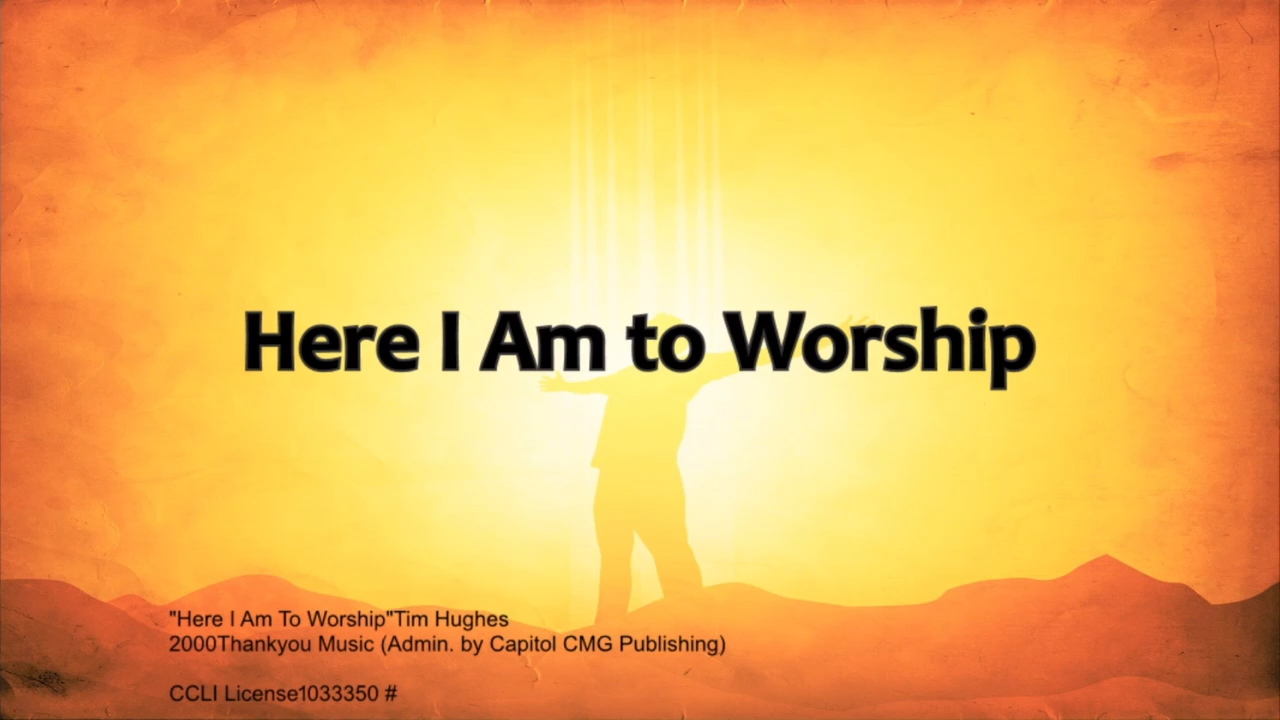 Here I Am to Worship
"Here I Am To Worship"Tim Hughes
2000Thankyou Music (Admin. by Capitol CMG Publishing)
CCLI License1033350 #